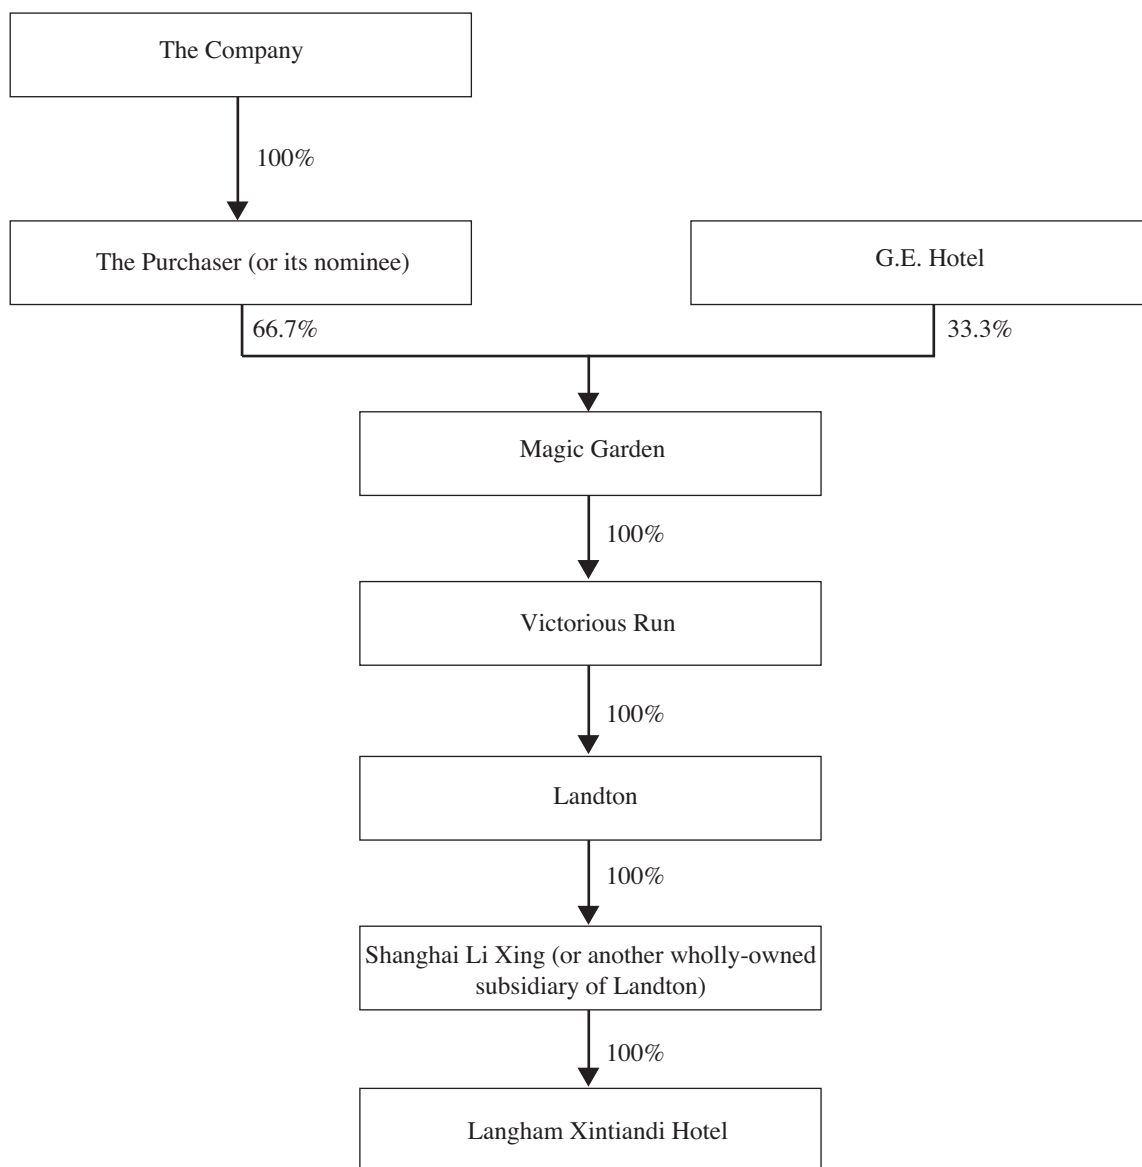 The Company
100%
The Purchaser (or its nominee)
G.E. Hotel
66.7%
33.3%
Magic Garden
100%
Victorious Run
100%
Landton
100%
Shanghai Li Xing (or another wholly-owned
subsidiary of Landton)
100%
Langham Xintiandi Hotel